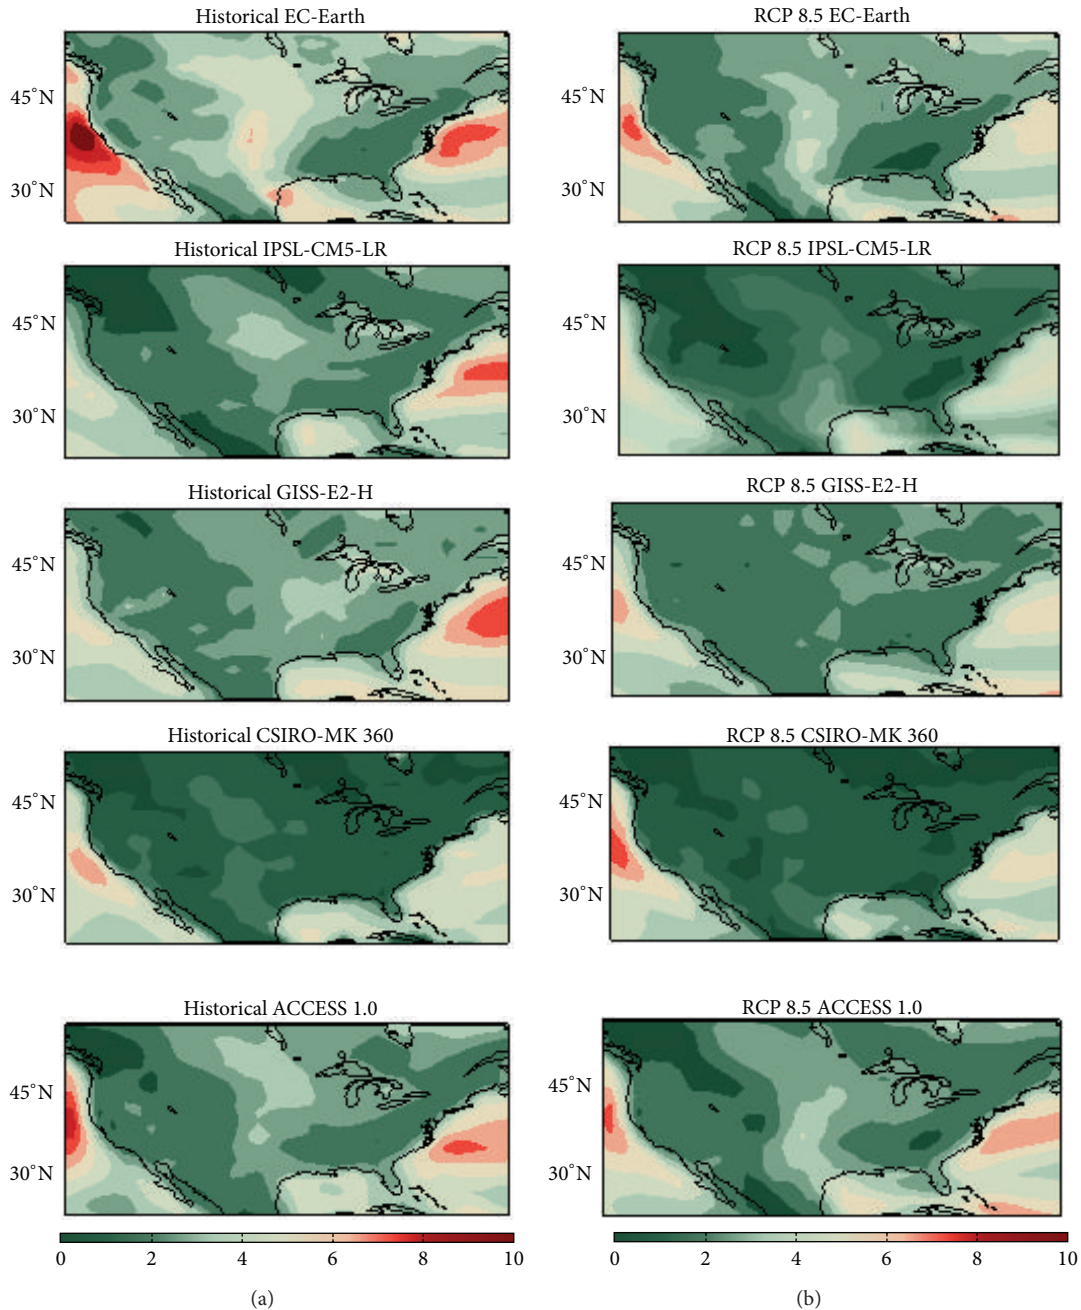 Historical EC-Earth
RCP 8.5 EC-Earth
45°N
30°N
45°N
30°N
Historical IPSL-CM5-LR
RCP 8.5 IPSL-CM5-LR
45°N
30°N
45°N
30°N
Historical GISS-E2-H
RCP 8.5 GISS-E2-H
45°N
30°N
45°N
30°N
Historical CSIRO-MK 360
RCP 8.5 CSIRO-MK 360
45°N
30°N
45°N
30°N
Historical ACCESS 1.0
RCP 8.5 ACCESS 1.0
45°N
30°N
45°N
30°N
0 2 4 6 8 10
0 2 4 6 8 10
(a)
(b)